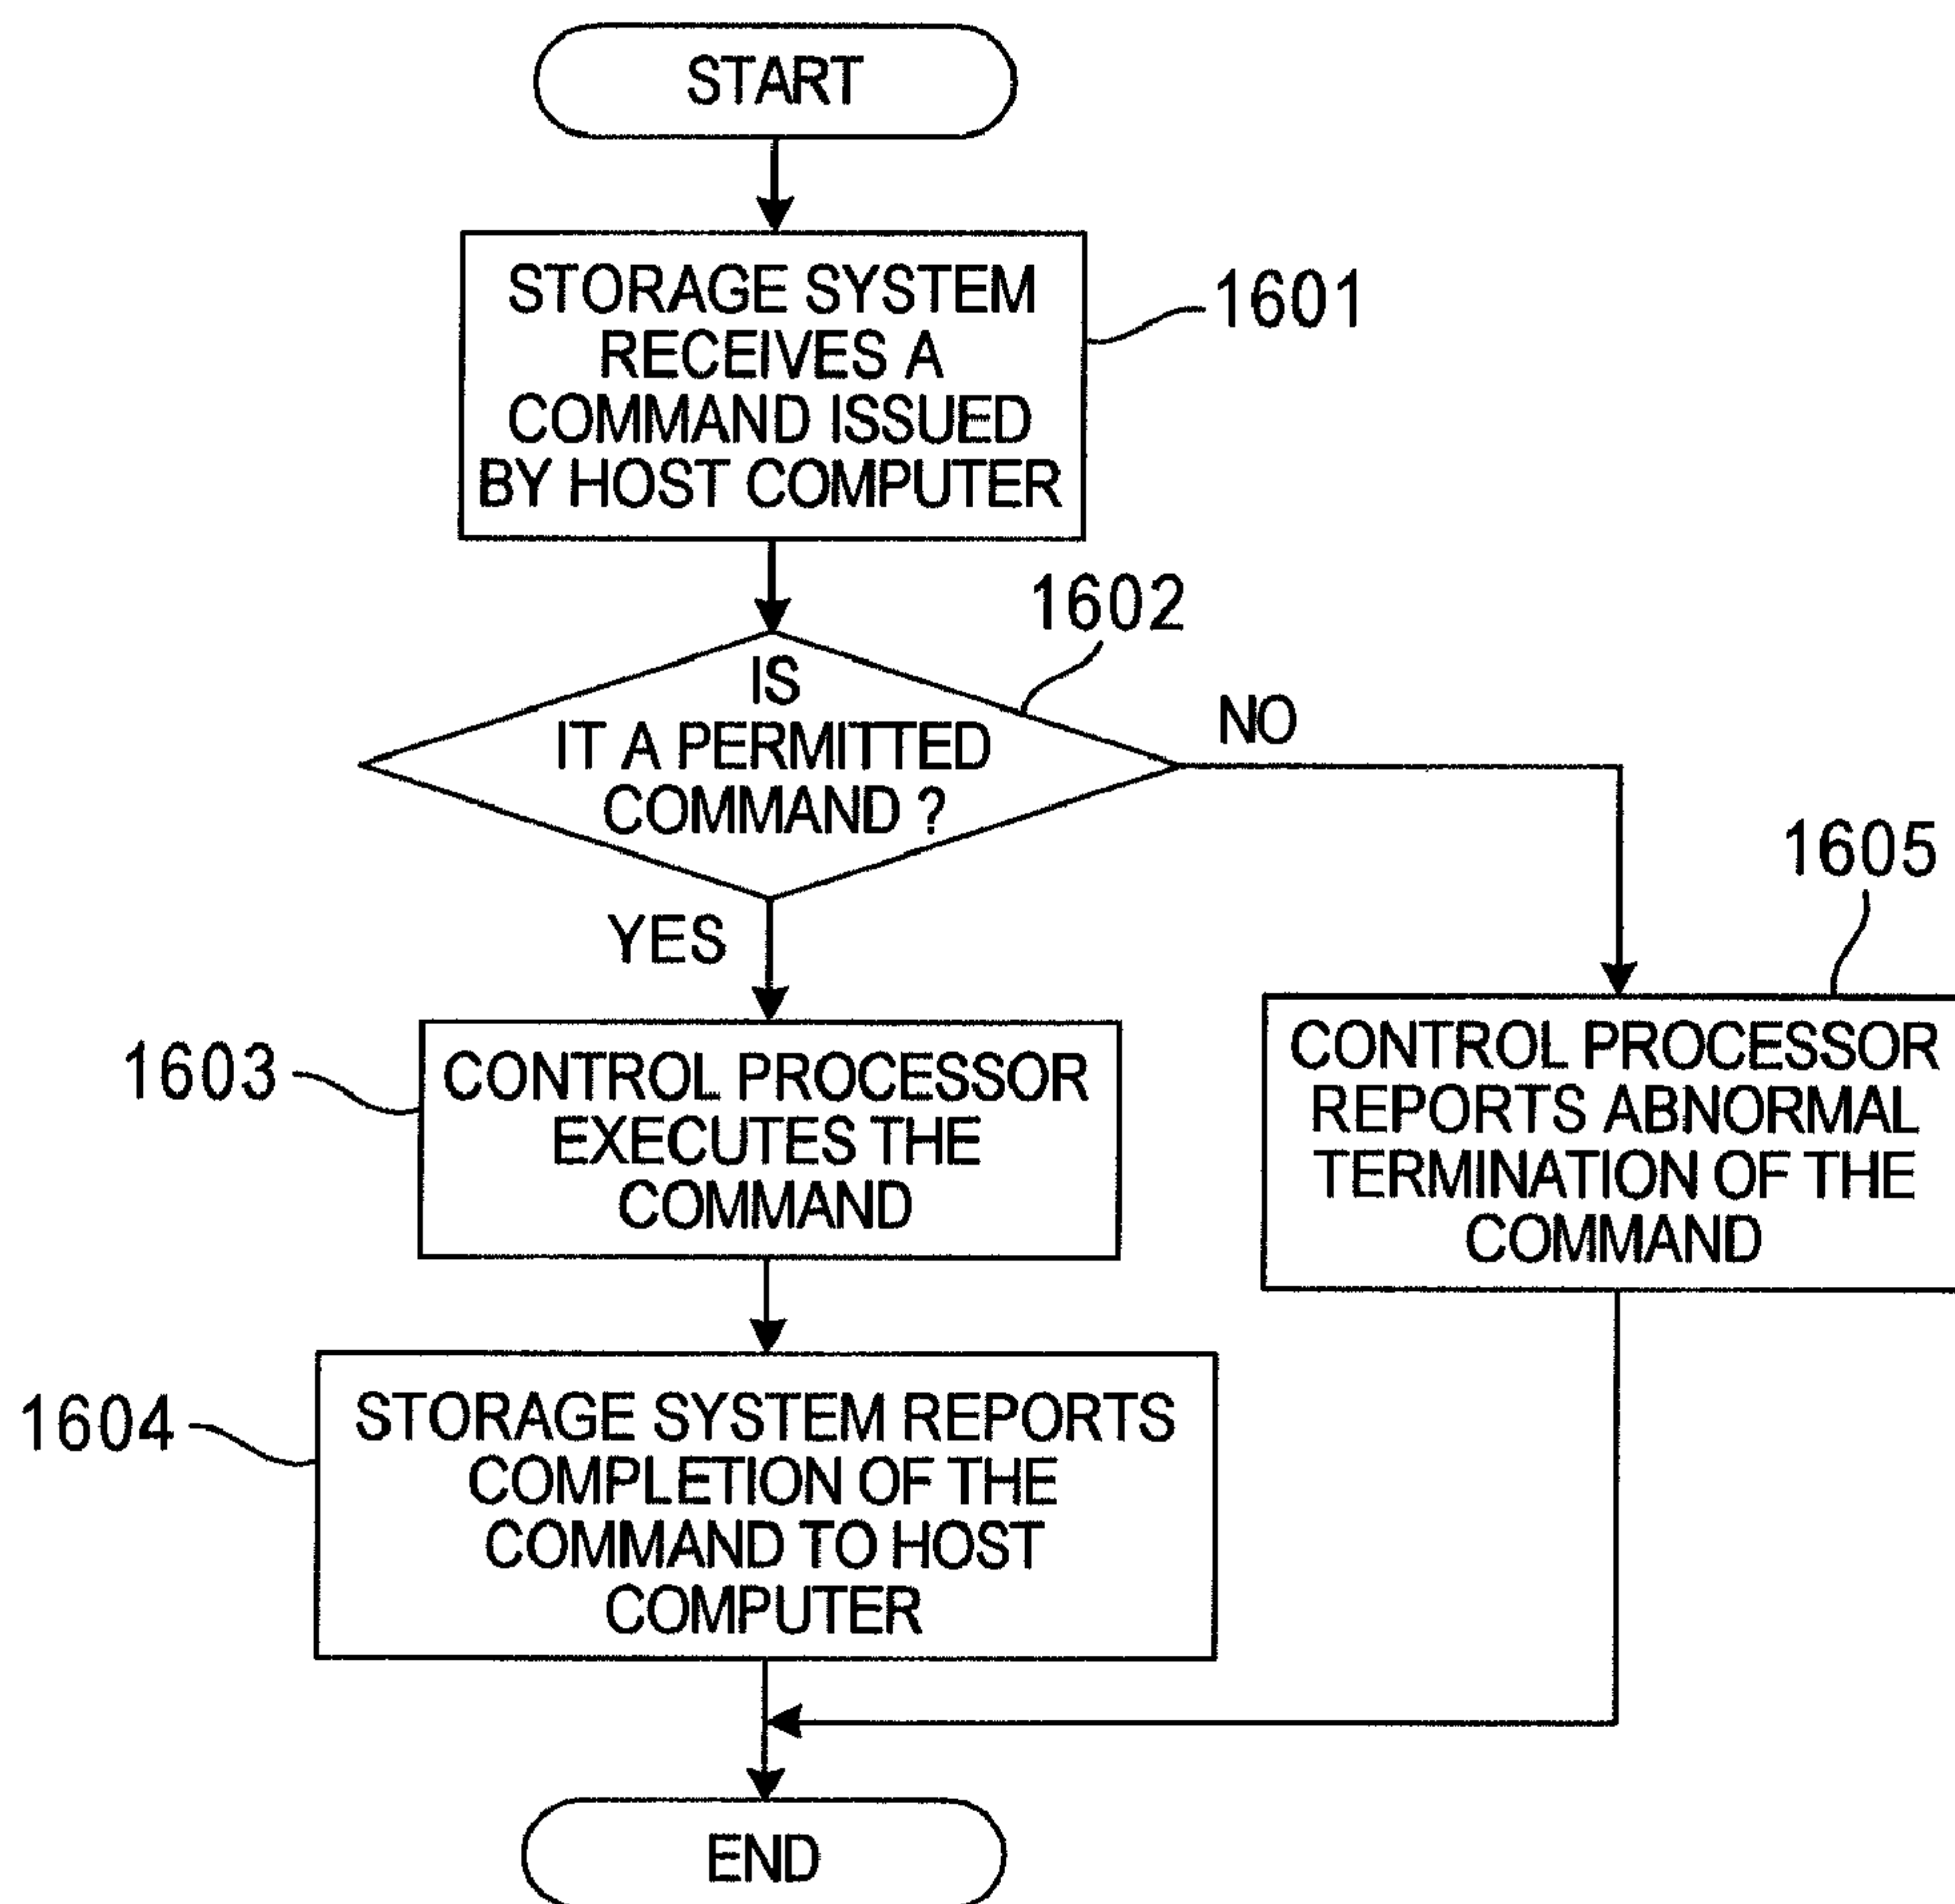 START
STORAGE SYSTEM
RECEIVES A
COMMAND ISSUED
BY HOST COMPUTER
1601
1602
IS
IT A PERMITTED
COMMAND ?
NO
YES
1603
CONTROL PROCESSOR
EXECUTES THE
COMMAND
1605
CONTROL PROCESSOR
REPORTS ABNORMAL
TERMINATION OF THE
COMMAND
1604
STORAGE SYSTEM REPORTS
COMPLETION OF THE
COMMAND TO HOST
COMPUTER
END